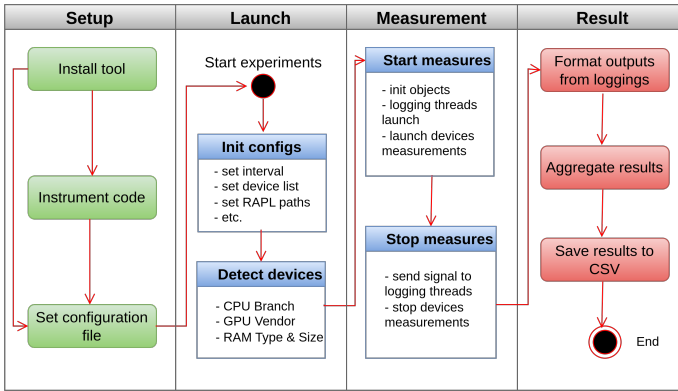 Setup
Launch
Measurement
Result
Install tool
Instrument code
Set configuration
file
Start experiments
Init configs
- set interval
- set device list
- set RAPL paths
- etc.
Detect devices
- CPU Branch
- GPU Vendor
- RAM Type & Size
Start measures
- init objects
- logging threads
launch
- launch devices
measurements
Stop measures
- send signal to
logging threads
- stop devices
measurements
Format outputs
from loggings
Aggregate results
Save results to
CSV
End